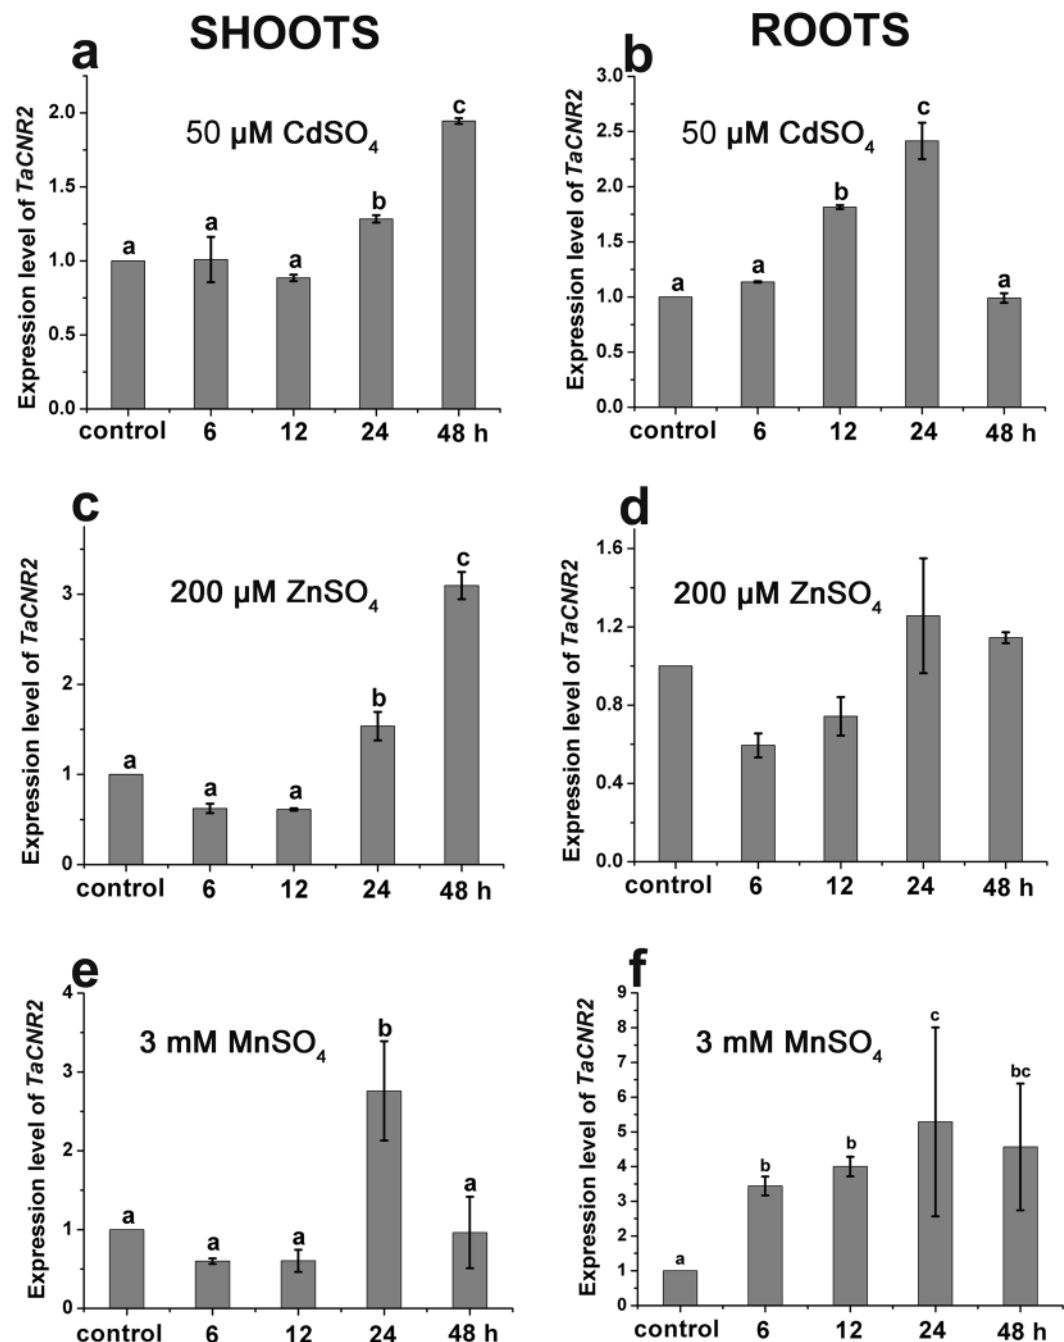 SHOOTS
ROOTS
a
b
Expression level of TaCNR2
2.0
1.5
1.0
0.5
0.0
50 µM CdSO4
a
a
a
b
c
control
6
12
24
48 h
Expression level of TaCNR2
3.0
2.5
2.0
1.5
1.0
0.5
0.0
50 µM CdSO4
a
a
b
c
a
control
6
12
24
48 h
c
d
Expression level of TaCNR2
3
2
1
0
200 µM ZnSO4
a
a
a
b
c
control
6
12
24
48 h
Expression level of TaCNR2
1.6
1.2
0.8
0.4
0.0
200 µM ZnSO4
control
6
12
24
48 h
e
f
Expression level of TaCNR2
4
3
2
1
0
3 mM MnSO4
a
a
a
b
a
control
6
12
24
48 h
Expression level of TaCNR2
9
8
7
6
5
4
3
2
1
0
3 mM MnSO4
a
b
b
c
bc
control
6
12
24
48 h